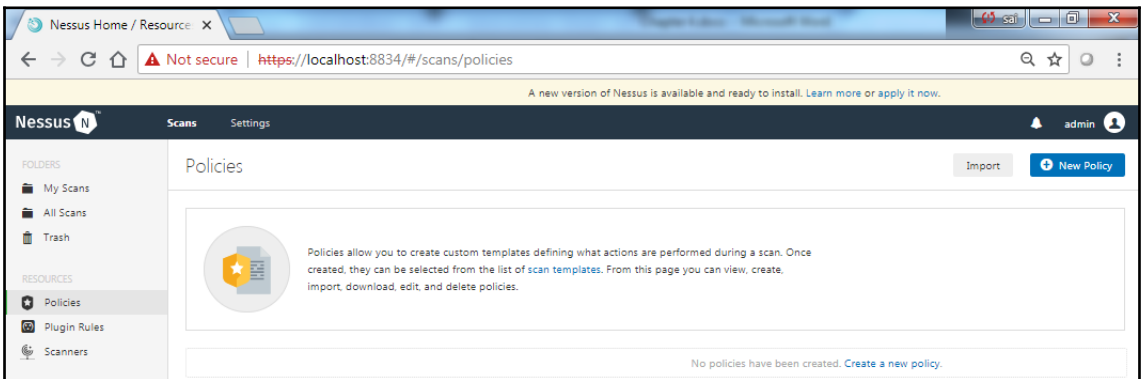 Nessus Home / Resource
sai
Not secure | https://localhost:8834/#/scans/policies
A new version of Nessus is available and ready to install. Learn more or apply it now.
Nessus N
Scans
Settings
admin
FOLDERS
My Scans
All Scans
Trash
RESOURCES
Policies
Plugin Rules
Scanners
Policies
Import
New Policy
Policies allow you to create custom templates defining what actions are performed during a scan. Once
created, they can be selected from the list of scan templates. From this page you can view, create,
import, download, edit, and delete policies.
No policies have been created. Create a new policy.